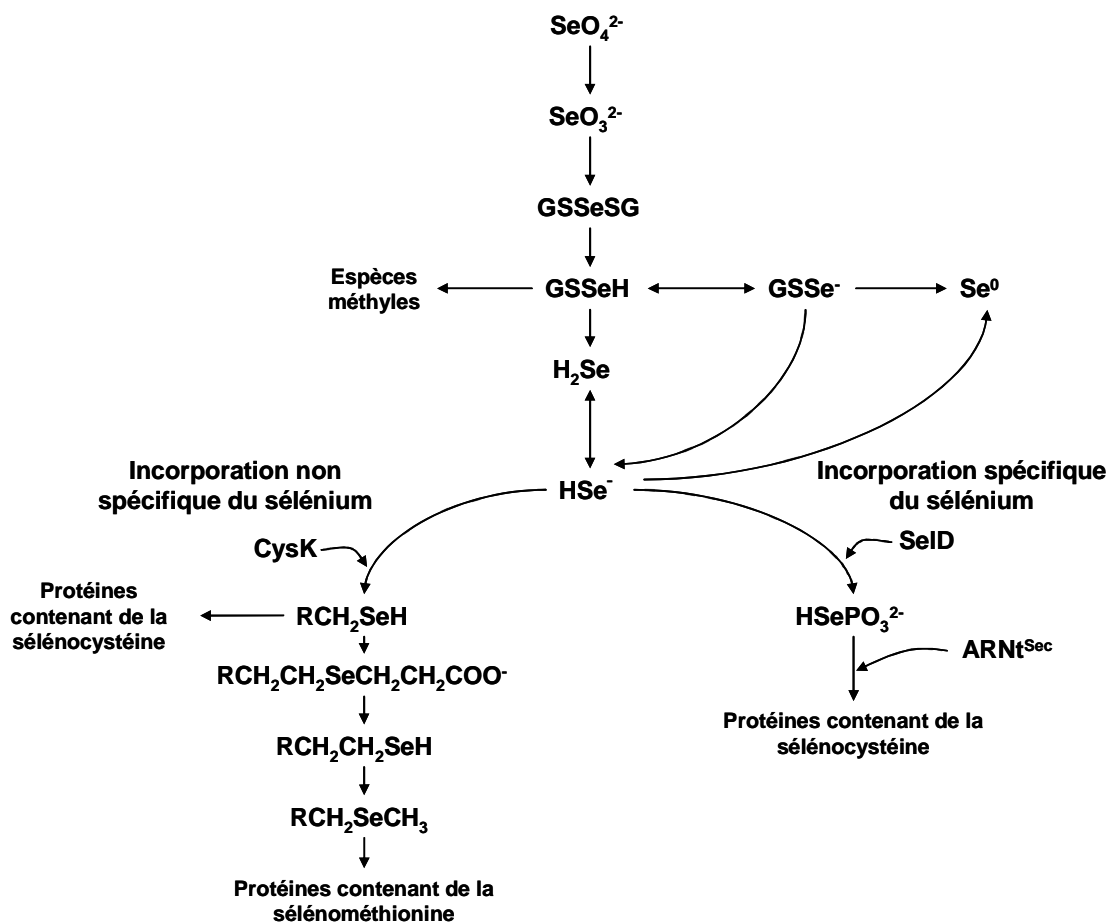 SeO₄²⁻
SeO₃²⁻
GSSeSG
Espèces
méthyles
GSSeH
GSSe⁻
Se⁰
H₂Se
Incorporation non
spécifique du sélénium
HSe⁻
Incorporation spécifique
du sélénium
CysK
SelD
Protéines
contenant de la
sélénocystéine
RCH₂SeH
HSePO₃²⁻
ARNtˢᵉᶜ
RCH₂CH₂SeCH₂CH₂COO⁻
Protéines contenant de la
sélénocystéine
RCH₂CH₂SeH
RCH₂SeCH₃
Protéines contenant de la
sélénométhionine